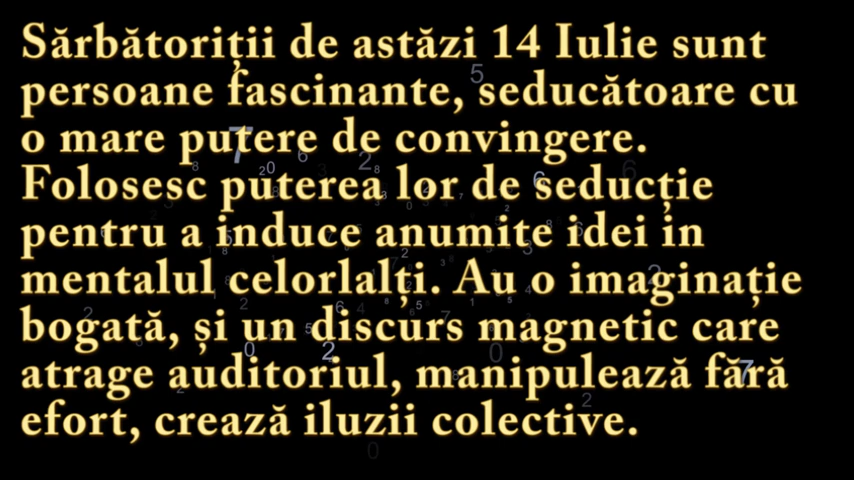 Sărbătoriții de astăzi 14 Iulie sunt
persoane fascinante, seducătoare cu
o mare putere de convingere.
Folosesc puterea lor de seducție
pentru a induce anumite idei in
mentalul celorlalți. Au o imaginație
bogată, și un discurs magnetic care
atrage auditoriul, manipulează fără
efort, crează iluzii colective.